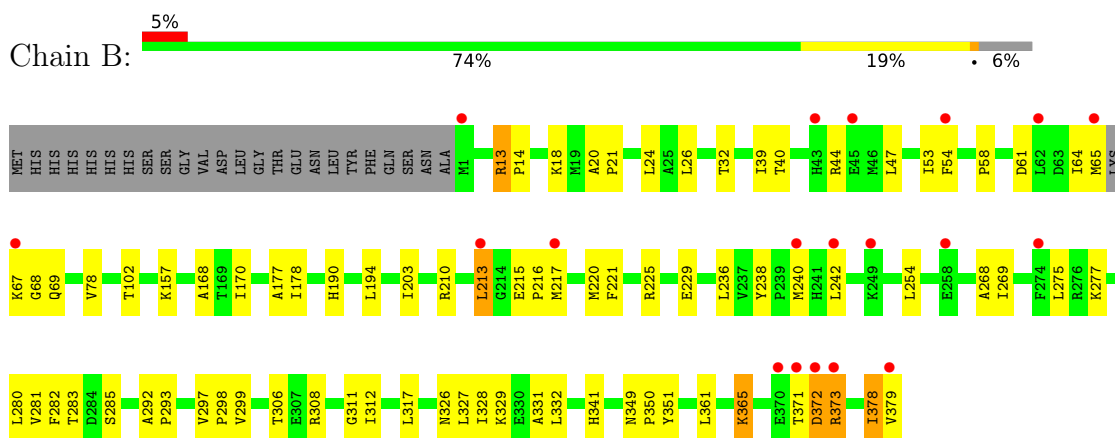 5%
Chain B:
74% 19% • 6%
MET HIS HIS HIS HIS HIS HIS SER SER GLY VAL ASP LEU GLY THR GLU ASN LEU TYR PHE GLN SER ASN ALA M1 R13 P14 K18 M19 A20 P21 L24 A25 L26 T32 I39 T40 H43 R44 E45 M46 L47 I53 F54 P58 D61 L62 D63 I64 M65 LYS
K67 G68 Q69 V78 T102 K157 A168 T169 I170 A177 I178 H190 L194 I203 R210 L213 G214 E215 P216 M217 M220 F221 R225 E229 L236 V237 Y238 P239 M240 H241 L242 K249 L254 E258 A268 I269 F274 L275 R276 K277
L280 V281 F282 T283 D284 S285 A292 P293 V297 P298 V299 T306 E307 R308 G311 I312 L317 N326 L327 I328 K329 E330 A331 L332 H341 N349 P350 Y351 L361 K365 E370 T371 D372 R373 I378 V379